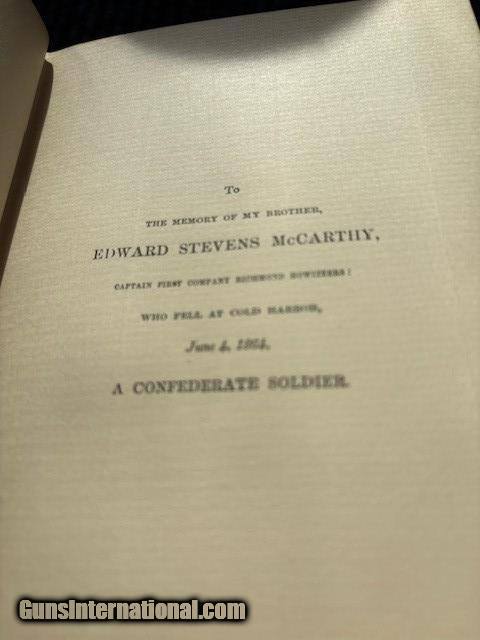 To
THE MEMORY OF MY BROTHER,
EDWARD STEVENS McCARTHY,
CAPTAIN FIRST COMPANY RICHMOND HOWITZERS;
WHO FELL AT COLD HARBOR,
June 4, 1864,
A CONFEDERATE SOLDIER.
GunsInternational.com